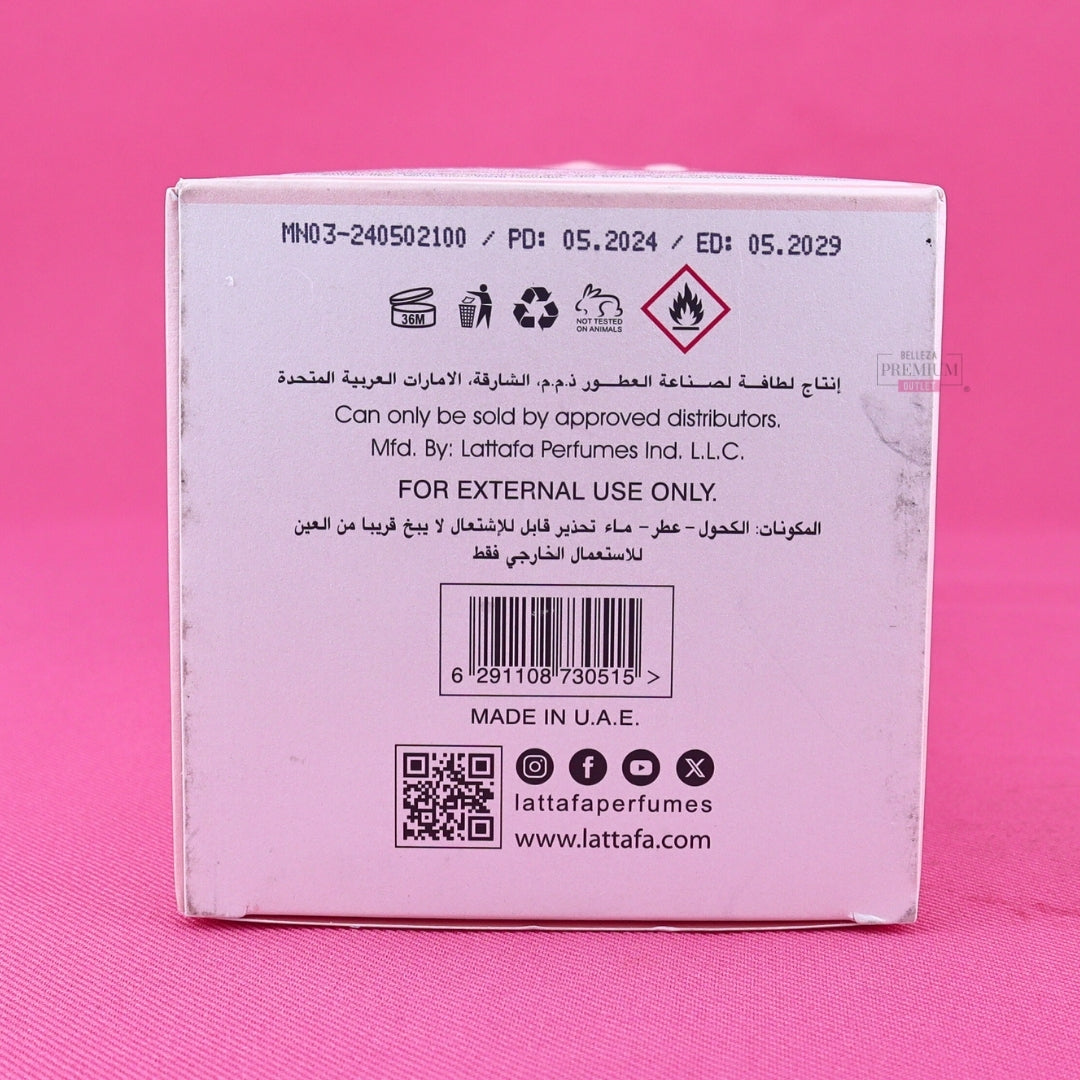 MN03-240502100 / PD: 05.2024 / ED: 05.2029
36M
NOT TESTED
ON ANIMALS
إنتاج لطافة لصناعة العطور ذ.م.م، الشارقة، الامارات العربية المتحدة
BELLEZA
PREMIUM
OUTLET
®
Can only be sold by approved distributors.
Mfd. By: Lattafa Perfumes Ind. L.L.C.
FOR EXTERNAL USE ONLY.
المكونات: الكحول - عطر - ماء تحذير قابل للإشتعال لا يبخ قريبا من العين
للاستعمال الخارجي فقط
6 291108 730515 >
MADE IN U.A.E.
lattafaperfumes
www.lattafa.com